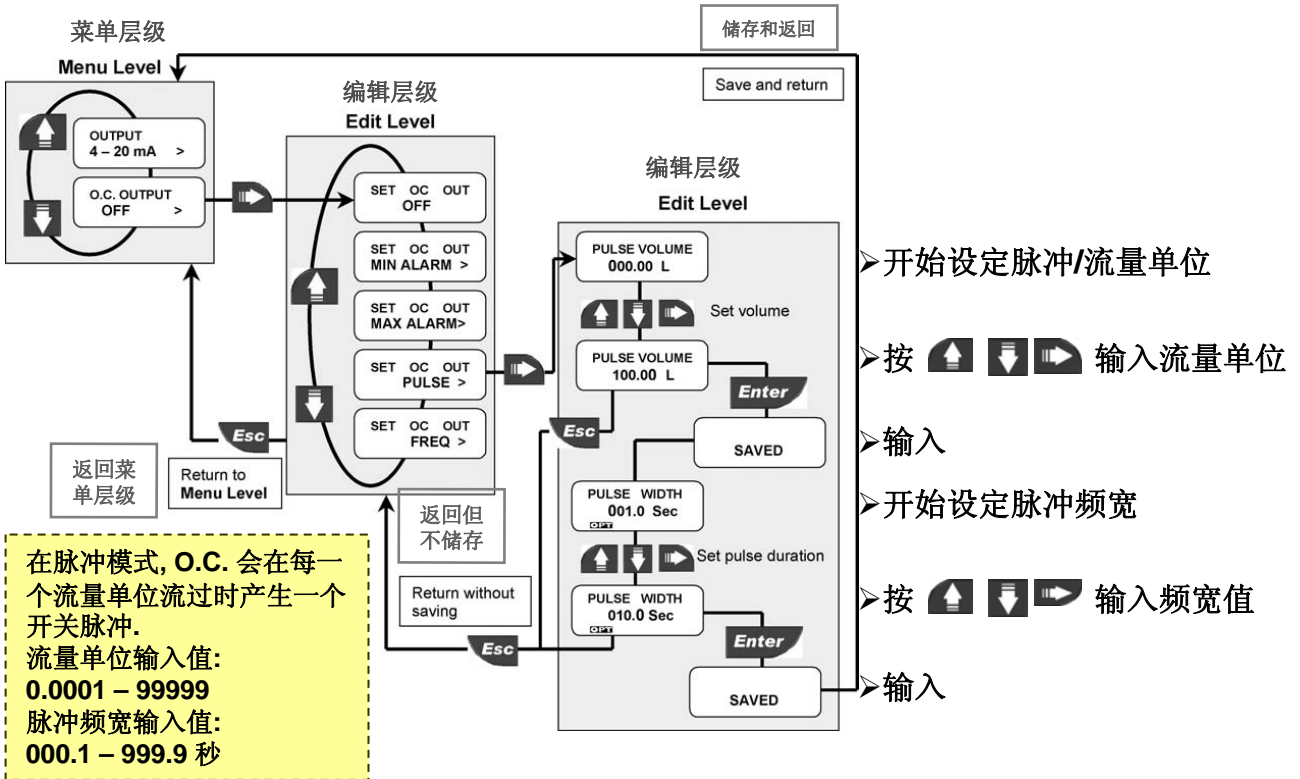 菜单层级
Menu Level
OUTPUT
4 – 20 mA >
O.C. OUTPUT
OFF >
编辑层级
Edit Level
SET OC OUT
OFF
SET OC OUT
MIN ALARM >
SET OC OUT
MAX ALARM>
SET OC OUT
PULSE >
SET OC OUT
FREQ >
Esc
返回菜
单层级
Return to
Menu Level
储存和返回
Save and return
编辑层级
Edit Level
PULSE VOLUME
000.00 L
Set volume
PULSE VOLUME
100.00 L
Enter
Esc
SAVED
PULSE WIDTH
001.0 Sec
OPT
Set pulse duration
PULSE WIDTH
010.0 Sec
OPT
Enter
SAVED
返回但
不储存
Return without
saving
Esc
➢开始设定脉冲/流量单位
➢按 输入流量单位
➢输入
➢开始设定脉冲频宽
➢按 输入频宽值
➢输入
在脉冲模式, O.C. 会在每一
个流量单位流过时产生一个
开关脉冲.
流量单位输入值:
0.0001 – 99999
脉冲频宽输入值:
000.1 – 999.9 秒